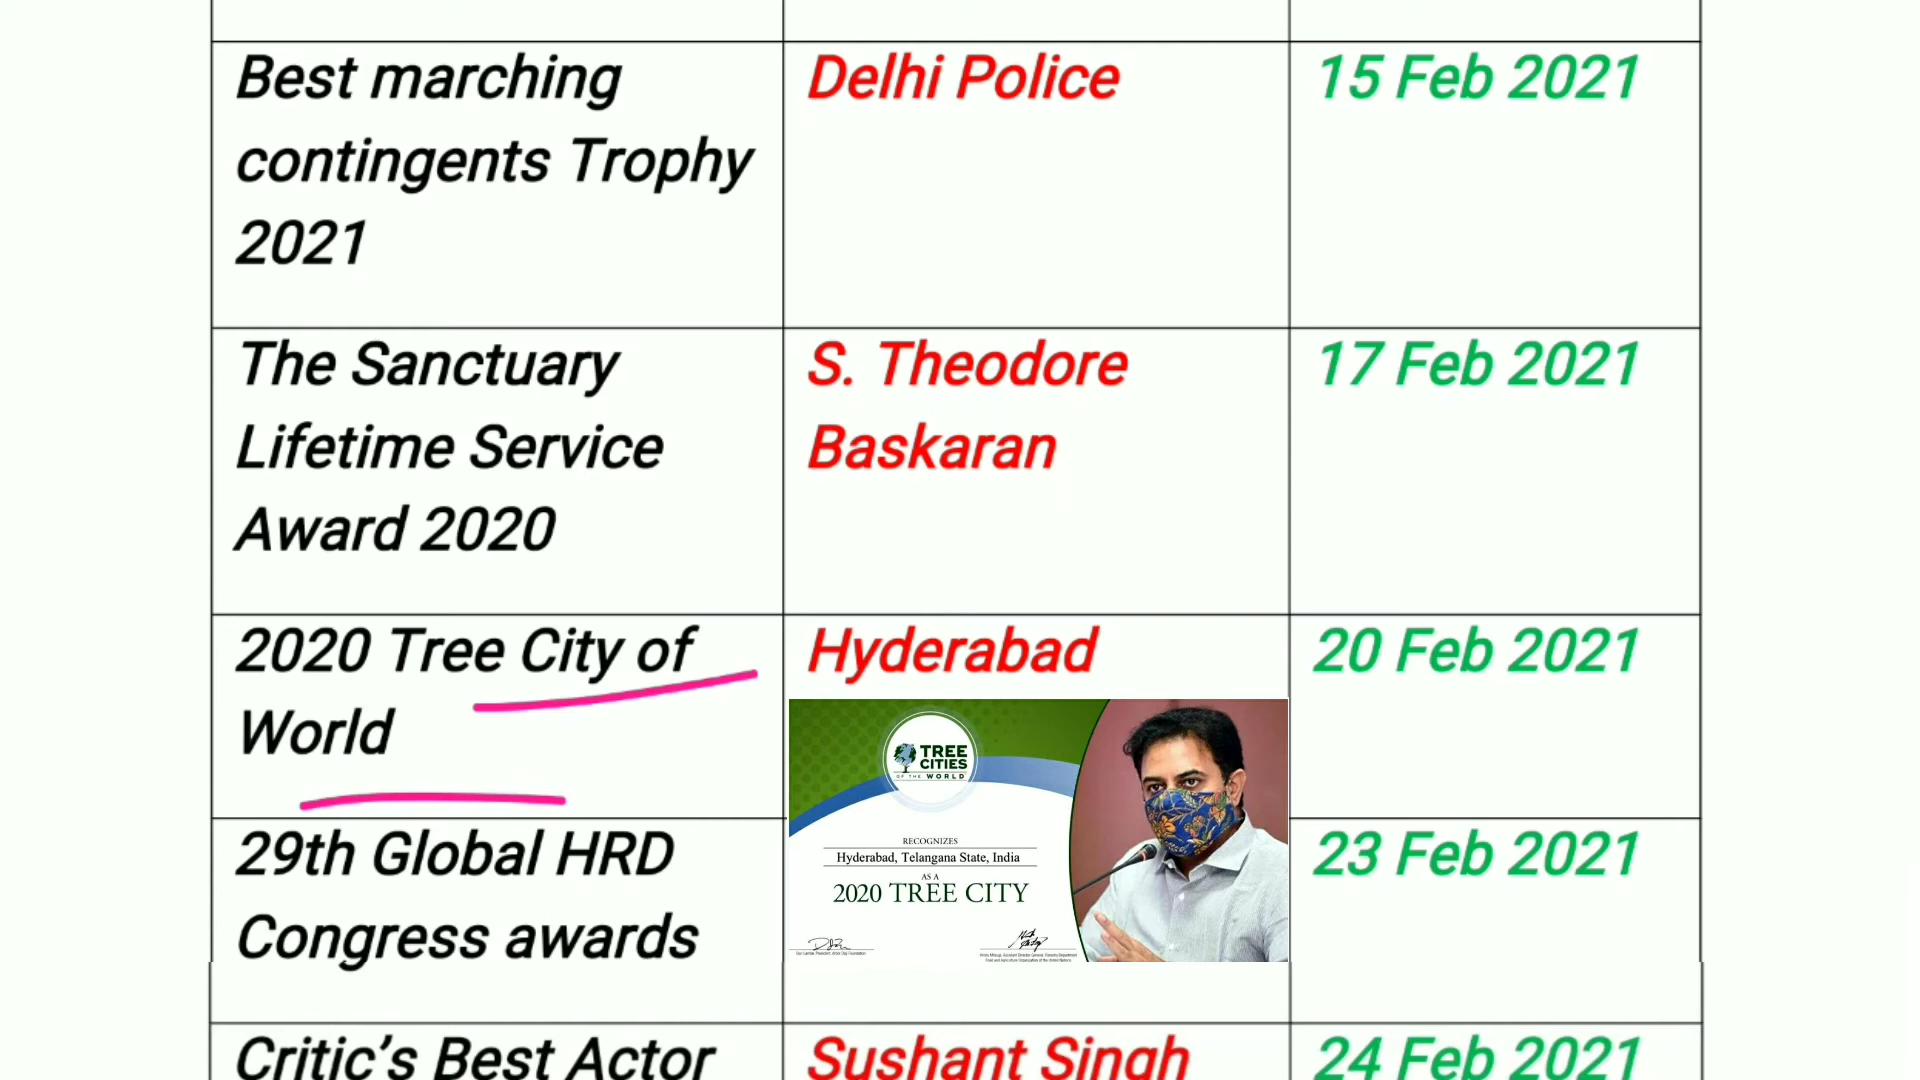 Best marching
contingents Trophy
2021
Delhi Police
15 Feb 2021
The Sanctuary
Lifetime Service
Award 2020
S. Theodore
Baskaran
17 Feb 2021
2020 Tree City of
World
Hyderabad
20 Feb 2021
TREE
CITIES
OF THE WORLD
RECOGNIZES
Hyderabad, Telangana State, India
AS A
2020 TREE CITY
29th Global HRD
Congress awards
23 Feb 2021
Critic’s Best Actor
Sushant Singh
24 Feb 2021